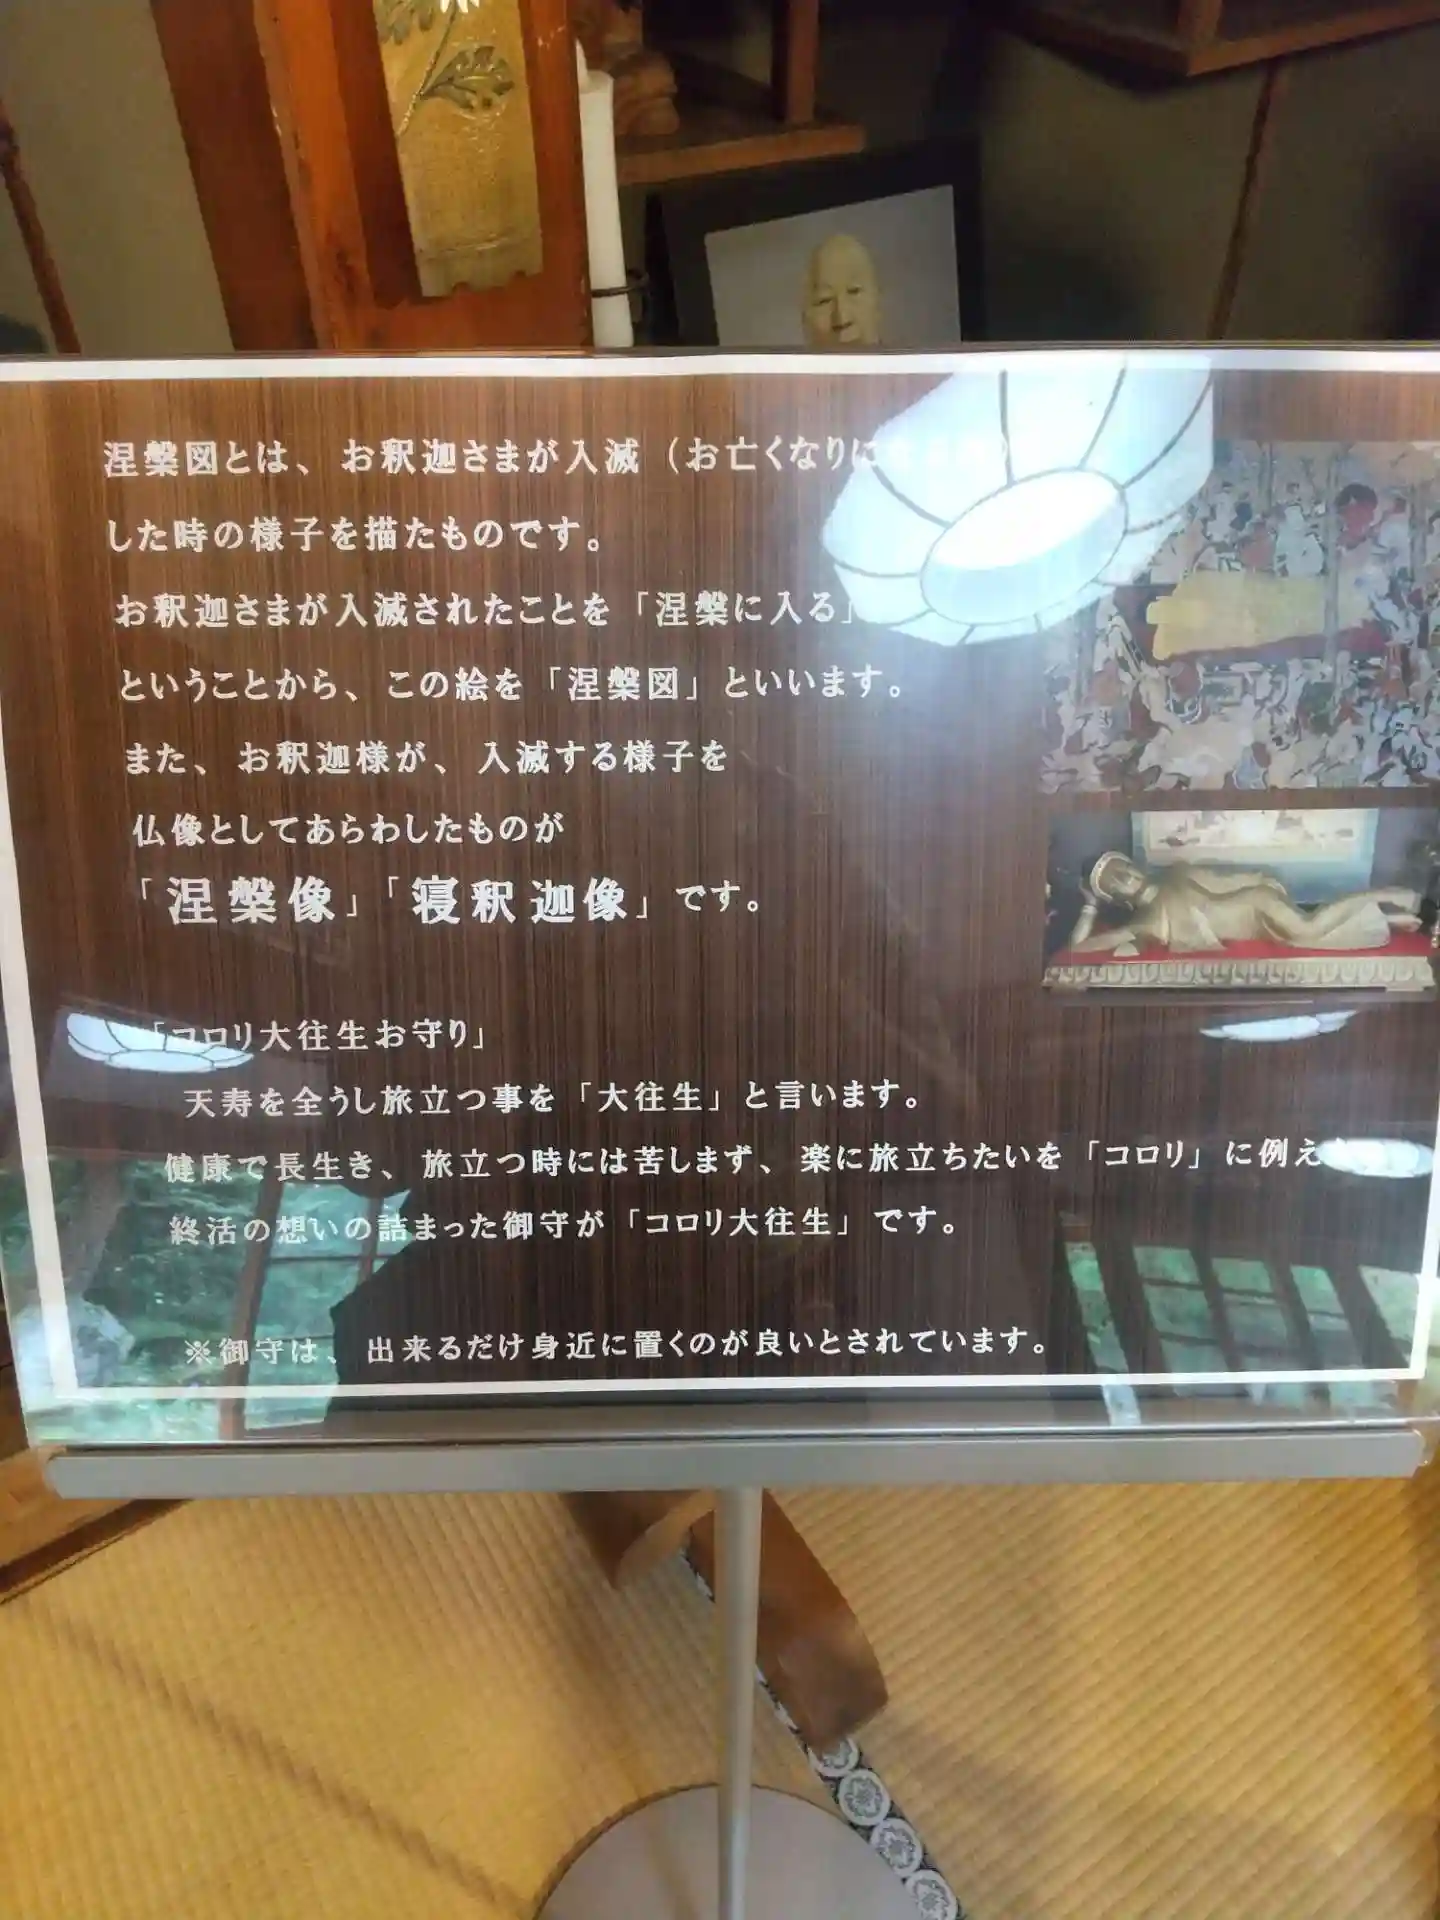 涅槃図とは、お釈迦さまが入滅(お亡くなりに
した時の様子を描たものです。
お釈迦さまが入滅されたことを「涅槃に入る」
ということから、この絵を「涅槃図」といいます。
また、お釈迦様が、入滅する様子を
仏像としてあらわしたものが
「涅槃像」「寝釈迦像」です。
「コロリ大往生お守り」
天寿を全うし旅立つ事を「大往生」と言います。
健康で長生き、旅立つ時には苦しまず、楽に旅立ちたいを「コロリ」に例え
終活の想いの詰まった御守が「コロリ大往生」です。
※御守は、出来るだけ身近に置くのが良いとされています。